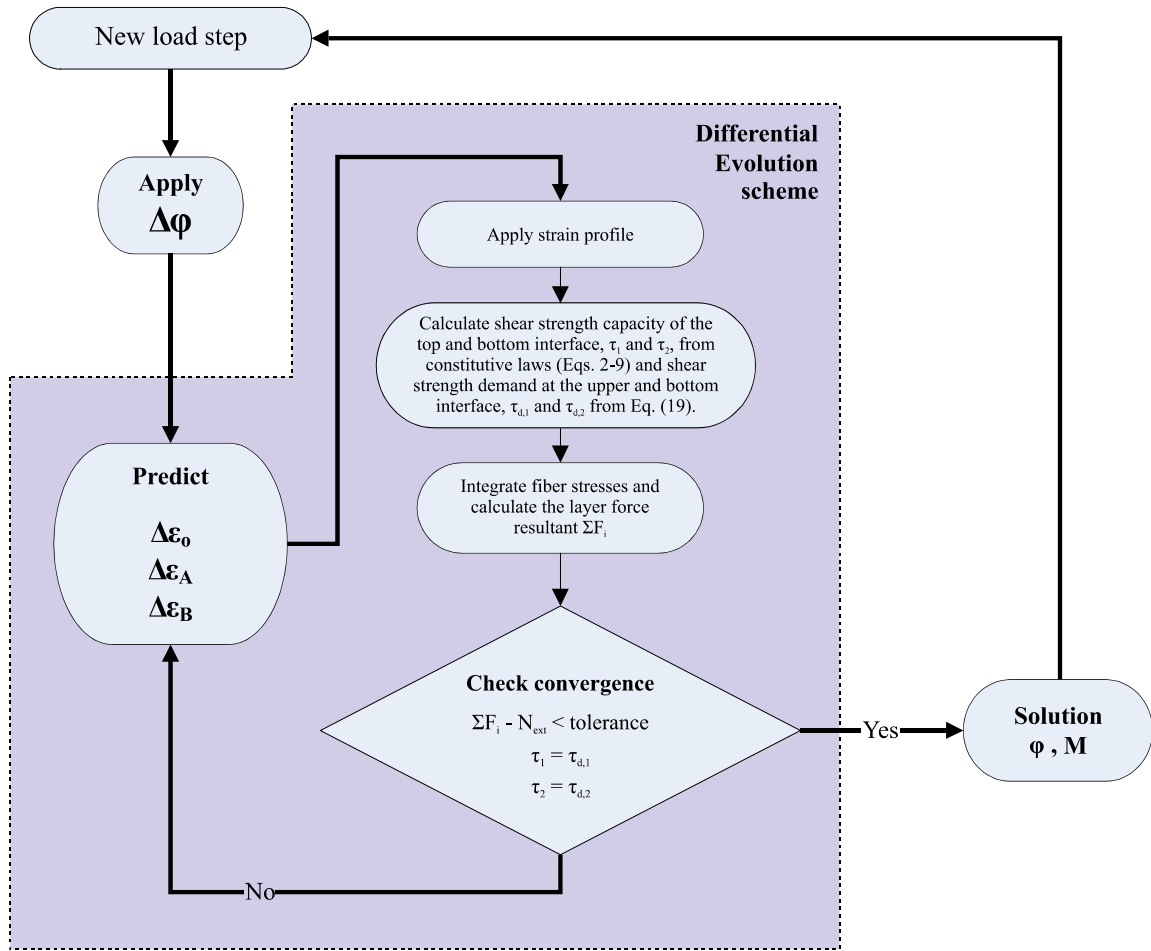 New load step
Apply
Δφ
Differential
Evolution
scheme
Apply strain profile
Calculate shear strength capacity of the
top and bottom interface, τ₁ and τ₂, from
constitutive laws (Eqs. 2-9) and shear
strength demand at the upper and bottom
interface, τd,1 and τd,2 from Eq. (19).
Predict
Δεo
ΔεA
ΔεB
Integrate fiber stresses and
calculate the layer force
resultant ΣFi
Check convergence
ΣFi - Next < tolerance
τ₁ = τd,1
τ₂ = τd,2
Yes
Solution
φ , M
No